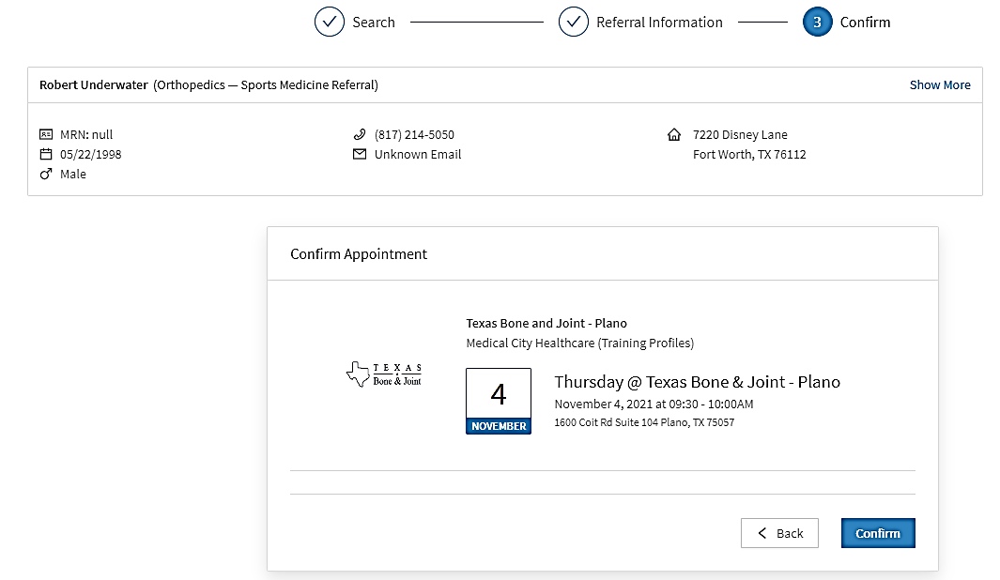 Search
Referral Information
3 Confirm
Robert Underwater (Orthopedics — Sports Medicine Referral)
Show More
MRN: null
05/22/1998
Male
(817) 214-5050
Unknown Email
7220 Disney Lane
Fort Worth, TX 76112
Confirm Appointment
TEXAS
Bone & Joint
Texas Bone and Joint - Plano
Medical City Healthcare (Training Profiles)
4
NOVEMBER
Thursday @ Texas Bone & Joint - Plano
November 4, 2021 at 09:30 - 10:00AM
1600 Coit Rd Suite 104 Plano, TX 75057
Back
Confirm